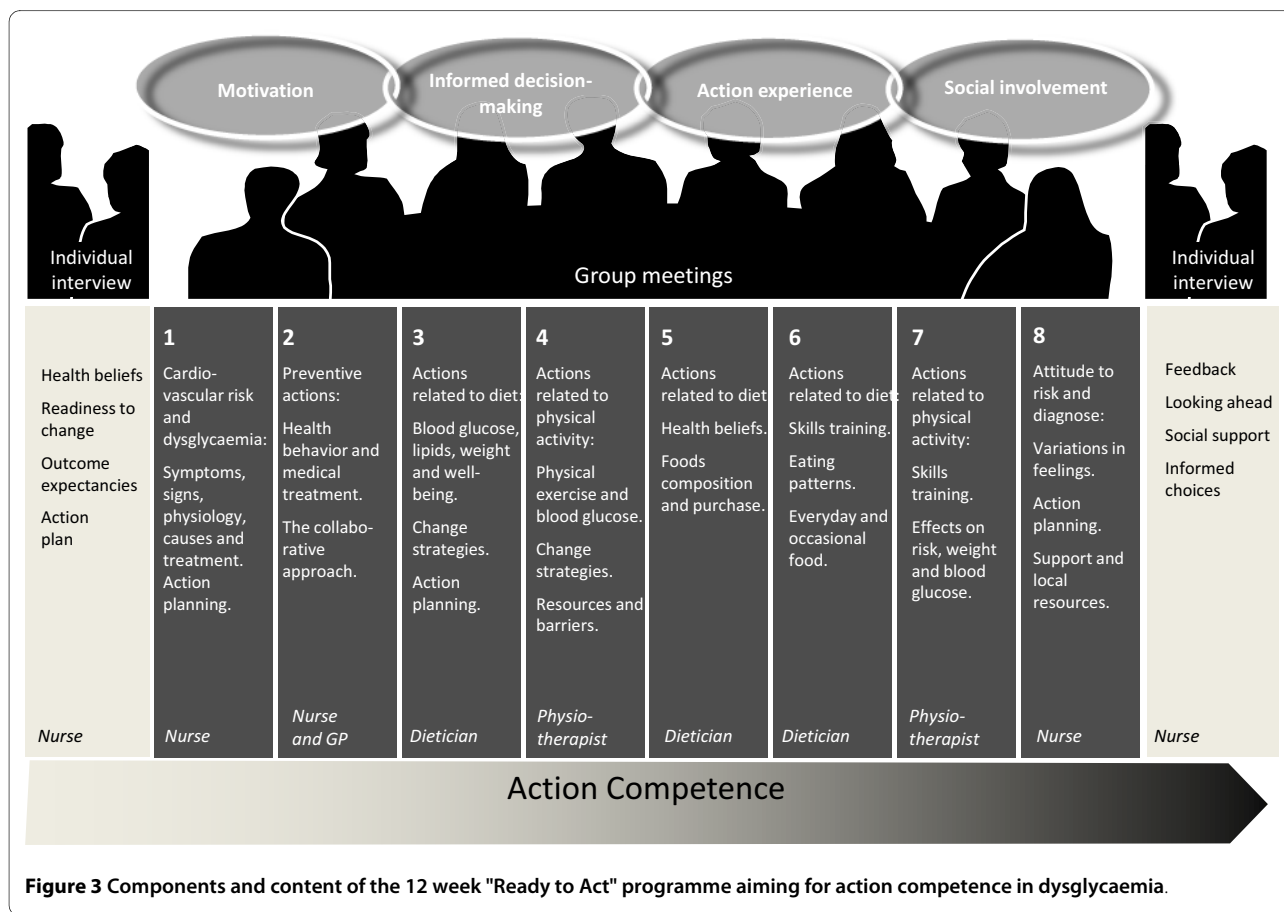 Motivation
Informed decision-
making
Action experience
Social involvement
Individual
interview
Group meetings
Individual
interview
Health beliefs
Readiness to
change
Outcome
expectancies
Action
plan
Nurse
1
Cardio-
vascular risk
and
dysglycaemia:
Symptoms,
signs,
physiology,
causes and
treatment.
Action
planning.
Nurse
2
Preventive
actions:
Health
behavior and
medical
treatment.
The collabo-
rative
approach.
Nurse
and GP
3
Actions
related to diet:
Blood glucose,
lipids, weight
and well-
being.
Change
strategies.
Action
planning.
Dietician
4
Actions
related to
physical
activity:
Physical
exercise and
blood glucose.
Change
strategies.
Resources and
barriers.
Physio-
therapist
5
Actions
related to diet
Health beliefs.
Foods
composition
and purchase.
Dietician
6
Actions
related to diet:
Skills training.
Eating
patterns.
Everyday and
occasional
food.
Dietician
7
Actions
related to
physical
activity:
Skills
training.
Effects on
risk, weight
and blood
glucose.
Physio-
therapist
8
Attitude to
risk and
diagnose:
Variations in
feelings.
Action
planning.
Support and
local
resources.
Nurse
Feedback
Looking ahead
Social support
Informed
choices
Nurse
Action Competence
Figure 3 Components and content of the 12 week "Ready to Act" programme aiming for action competence in dysglycaemia.